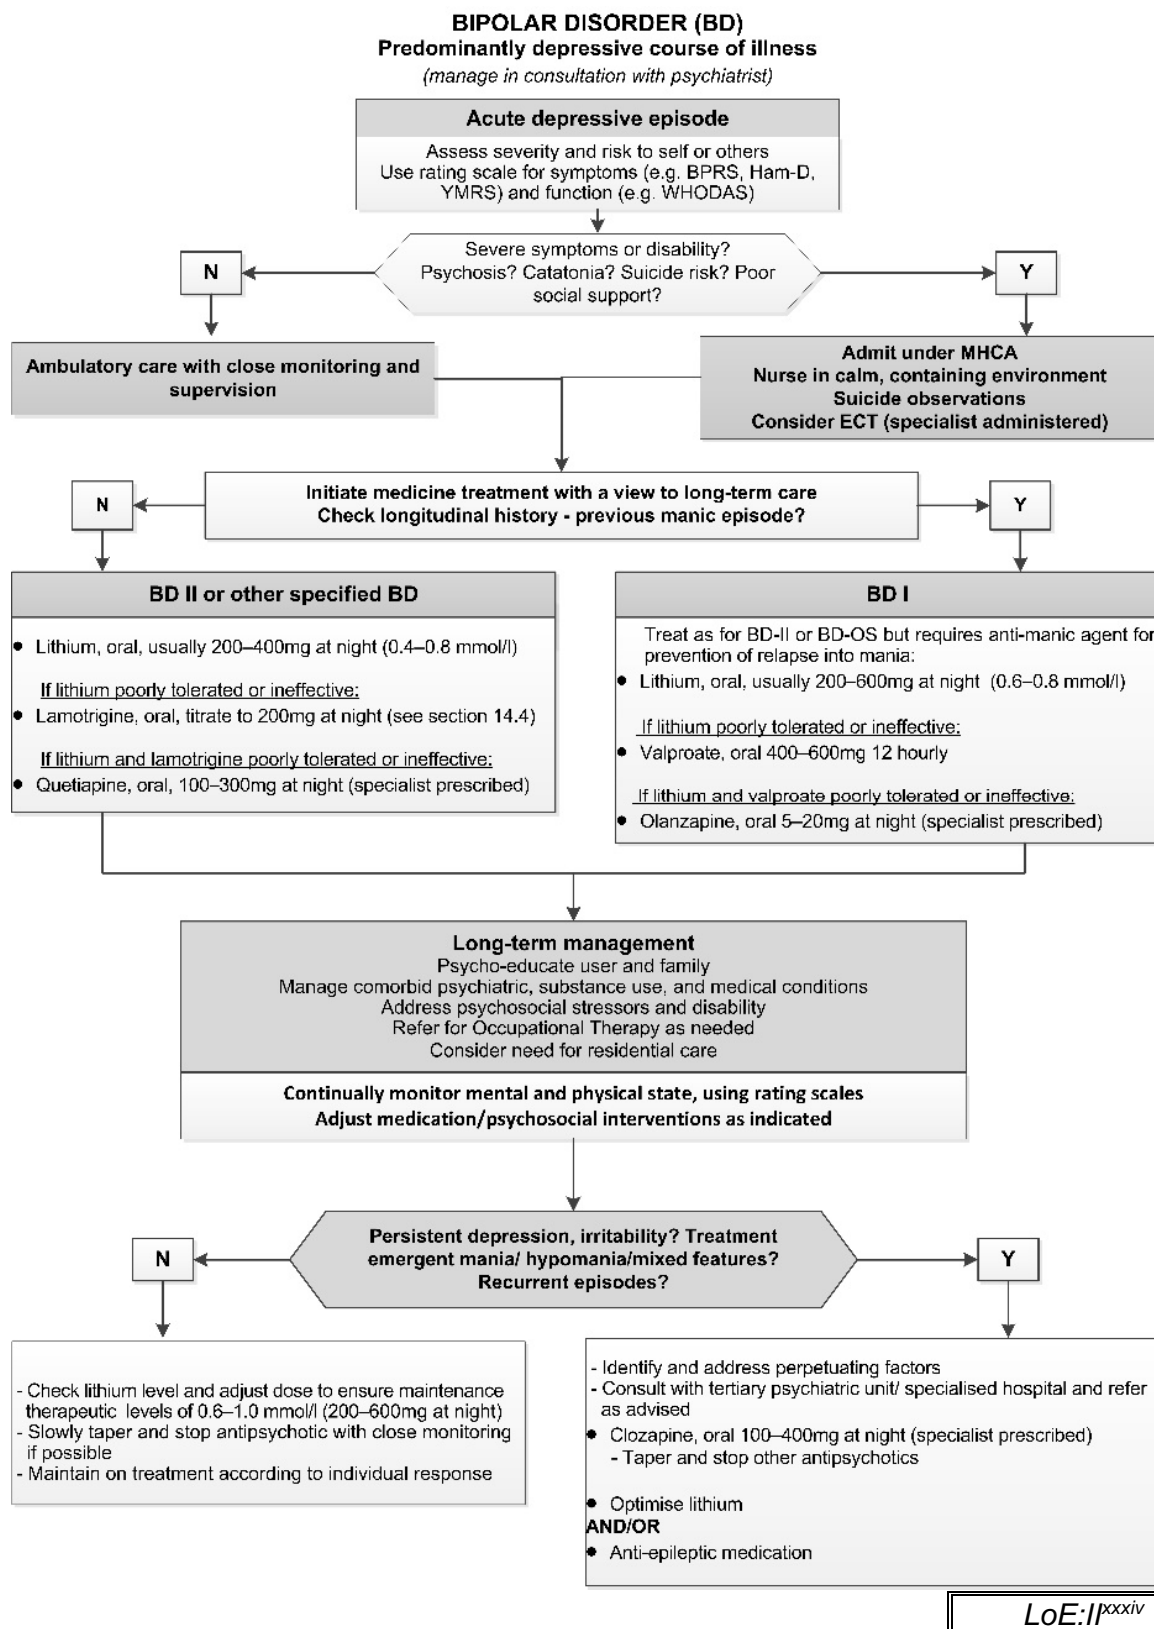 BIPOLAR DISORDER (BD)
Predominantly depressive course of illness
(manage in consultation with psychiatrist)
Acute depressive episode
Assess severity and risk to self or others
Use rating scale for symptoms (e.g. BPRS, Ham-D,
YMRS) and function (e.g. WHODAS)
Severe symptoms or disability?
Psychosis? Catatonia? Suicide risk? Poor
social support?
N
Y
Ambulatory care with close monitoring and
supervision
Admit under MHCA
Nurse in calm, containing environment
Suicide observations
Consider ECT (specialist administered)
Initiate medicine treatment with a view to long-term care
Check longitudinal history - previous manic episode?
N
Y
BD II or other specified BD
● Lithium, oral, usually 200–400mg at night (0.4–0.8 mmol/l)
If lithium poorly tolerated or ineffective:
● Lamotrigine, oral, titrate to 200mg at night (see section 14.4)
If lithium and lamotrigine poorly tolerated or ineffective:
● Quetiapine, oral, 100–300mg at night (specialist prescribed)
BD I
Treat as for BD-II or BD-OS but requires anti-manic agent for
prevention of relapse into mania:
● Lithium, oral, usually 200–600mg at night (0.6–0.8 mmol/l)
If lithium poorly tolerated or ineffective:
● Valproate, oral 400–600mg 12 hourly
If lithium and valproate poorly tolerated or ineffective:
● Olanzapine, oral 5–20mg at night (specialist prescribed)
Long-term management
Psycho-educate user and family
Manage comorbid psychiatric, substance use, and medical conditions
Address psychosocial stressors and disability
Refer for Occupational Therapy as needed
Consider need for residential care
Continually monitor mental and physical state, using rating scales
Adjust medication/psychosocial interventions as indicated
Persistent depression, irritability? Treatment
emergent mania/ hypomania/mixed features?
Recurrent episodes?
N
Y
- Check lithium level and adjust dose to ensure maintenance
therapeutic levels of 0.6–1.0 mmol/l (200–600mg at night)
- Slowly taper and stop antipsychotic with close monitoring
if possible
- Maintain on treatment according to individual response
- Identify and address perpetuating factors
- Consult with tertiary psychiatric unit/ specialised hospital and refer
as advised
● Clozapine, oral 100–400mg at night (specialist prescribed)
- Taper and stop other antipsychotics
● Optimise lithium
AND/OR
● Anti-epileptic medication
LoE:II xxxiv